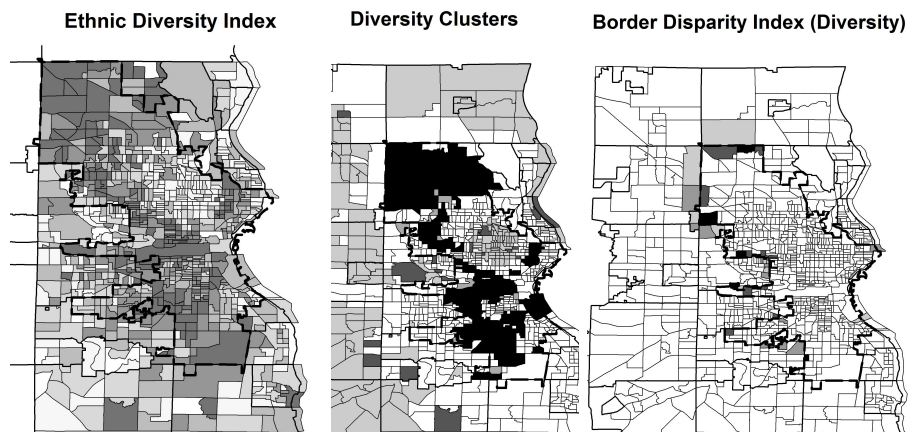 Ethnic Diversity Index
Diversity Clusters
Border Disparity Index (Diversity)